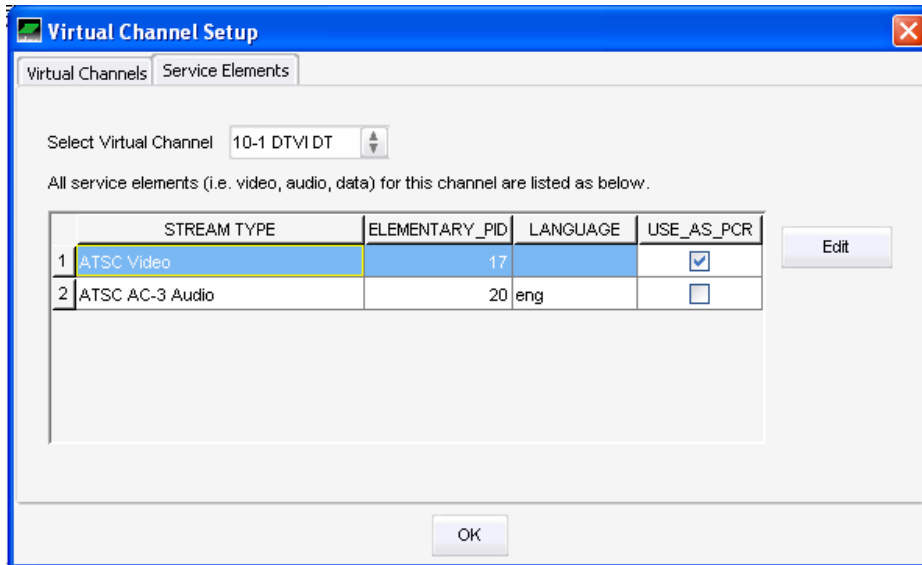 Virtual Channel Setup
Virtual Channels Service Elements
Select Virtual Channel 10-1 DTVI DT
All service elements (i.e. video, audio, data) for this channel are listed as below.
STREAM TYPE ELEMENTARY_PID LANGUAGE USE_AS_PCR
1 ATSC Video 17
2 ATSC AC-3 Audio 20 eng
Edit
OK